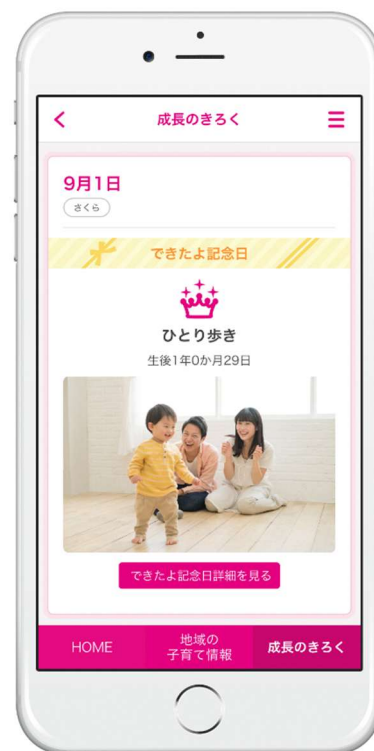 成長のきろく
9月1日
さくら
できたよ記念日
ひとり歩き
生後1年0か月29日
できたよ記念日詳細を見る
HOME
地域の
子育て情報
成長のきろく